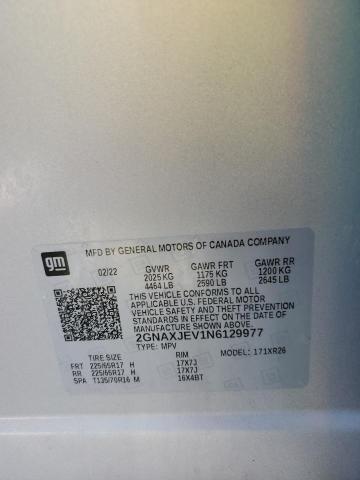 gm
MFD BY GENERAL MOTORS OF CANADA COMPANY
02/22 GVWR GAWR FRT GAWR RR
2025 KG 1175 KG 1200 KG
4464 LB 2590 LB 2645 LB
THIS VEHICLE CONFORMS TO ALL
APPLICABLE U.S. FEDERAL MOTOR
VEHICLE SAFETY AND THEFT
PREVENTION STANDARDS IN EFFECT
ON THE DATE OF MANUFACTURE
SHOWN ABOVE.
2GNAXJEV1N6129977
TYPE: MPV MODEL: 171XR26
TIRE SIZE RIM
FRT 225/65R17 H 17X7J
RR 225/65R17 H 17X7J
SPA T135/70R16 M 16X4BT